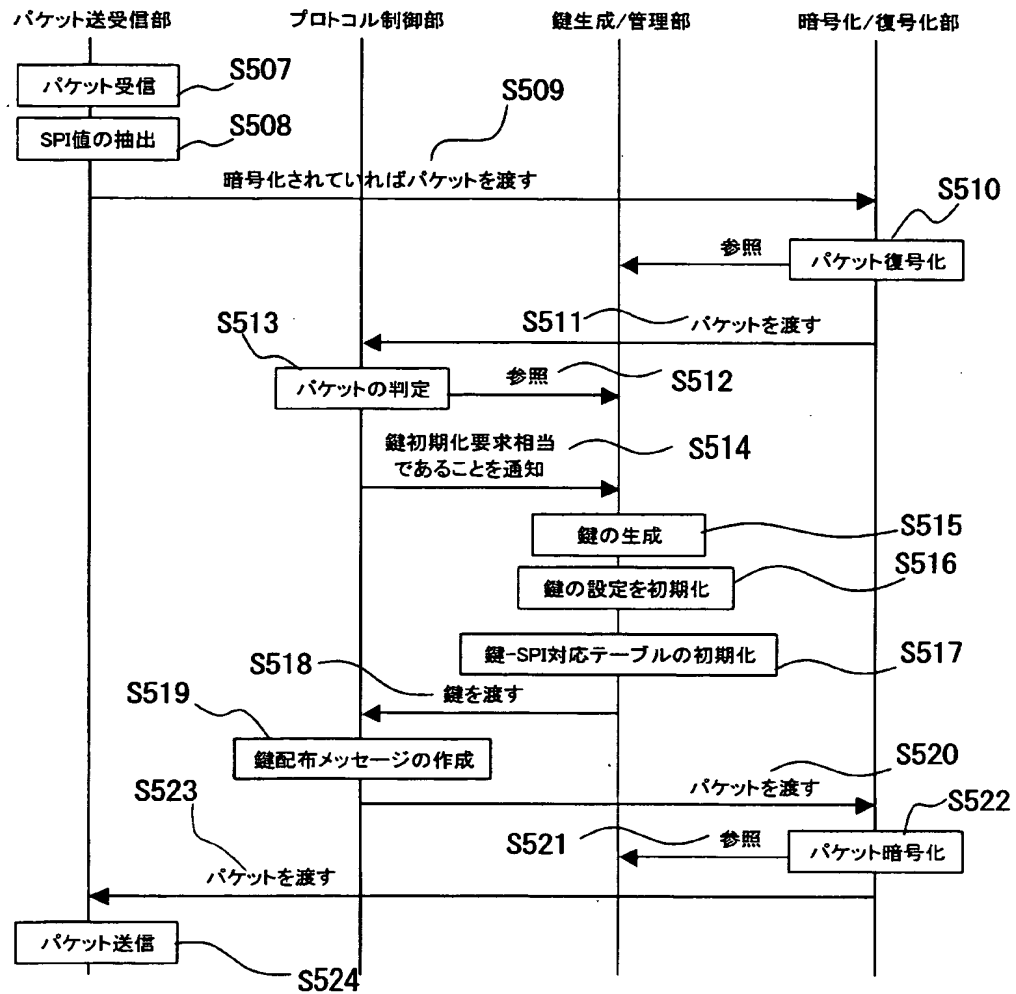 パケット送受信部
プロトコル制御部
鍵生成/管理部
暗号化/復号化部
パケット受信
S507
S509
SPI値の抽出
S508
暗号化されていればパケットを渡す
S510
参照
パケット復号化
S513
S511
パケットを渡す
パケットの判定
参照
S512
鍵初期化要求相当
であることを通知
S514
鍵の生成
S515
鍵の設定を初期化
S516
鍵-SPI対応テーブルの初期化
S517
S518
鍵を渡す
S519
鍵配布メッセージの作成
S520
パケットを渡す
S523
S522
S521
参照
パケット暗号化
パケットを渡す
パケット送信
S524